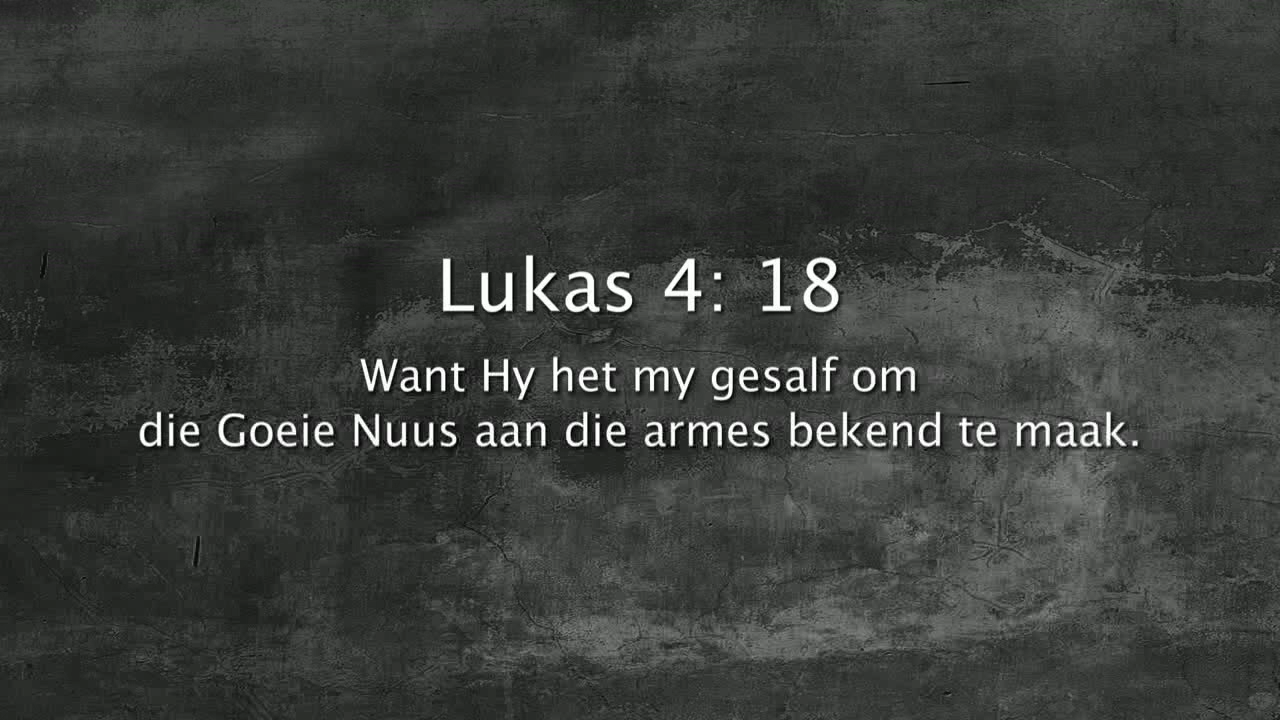 Lukas 4: 18
Want Hy het my gesalf om
die Goeie Nuus aan die armes bekend te maak.